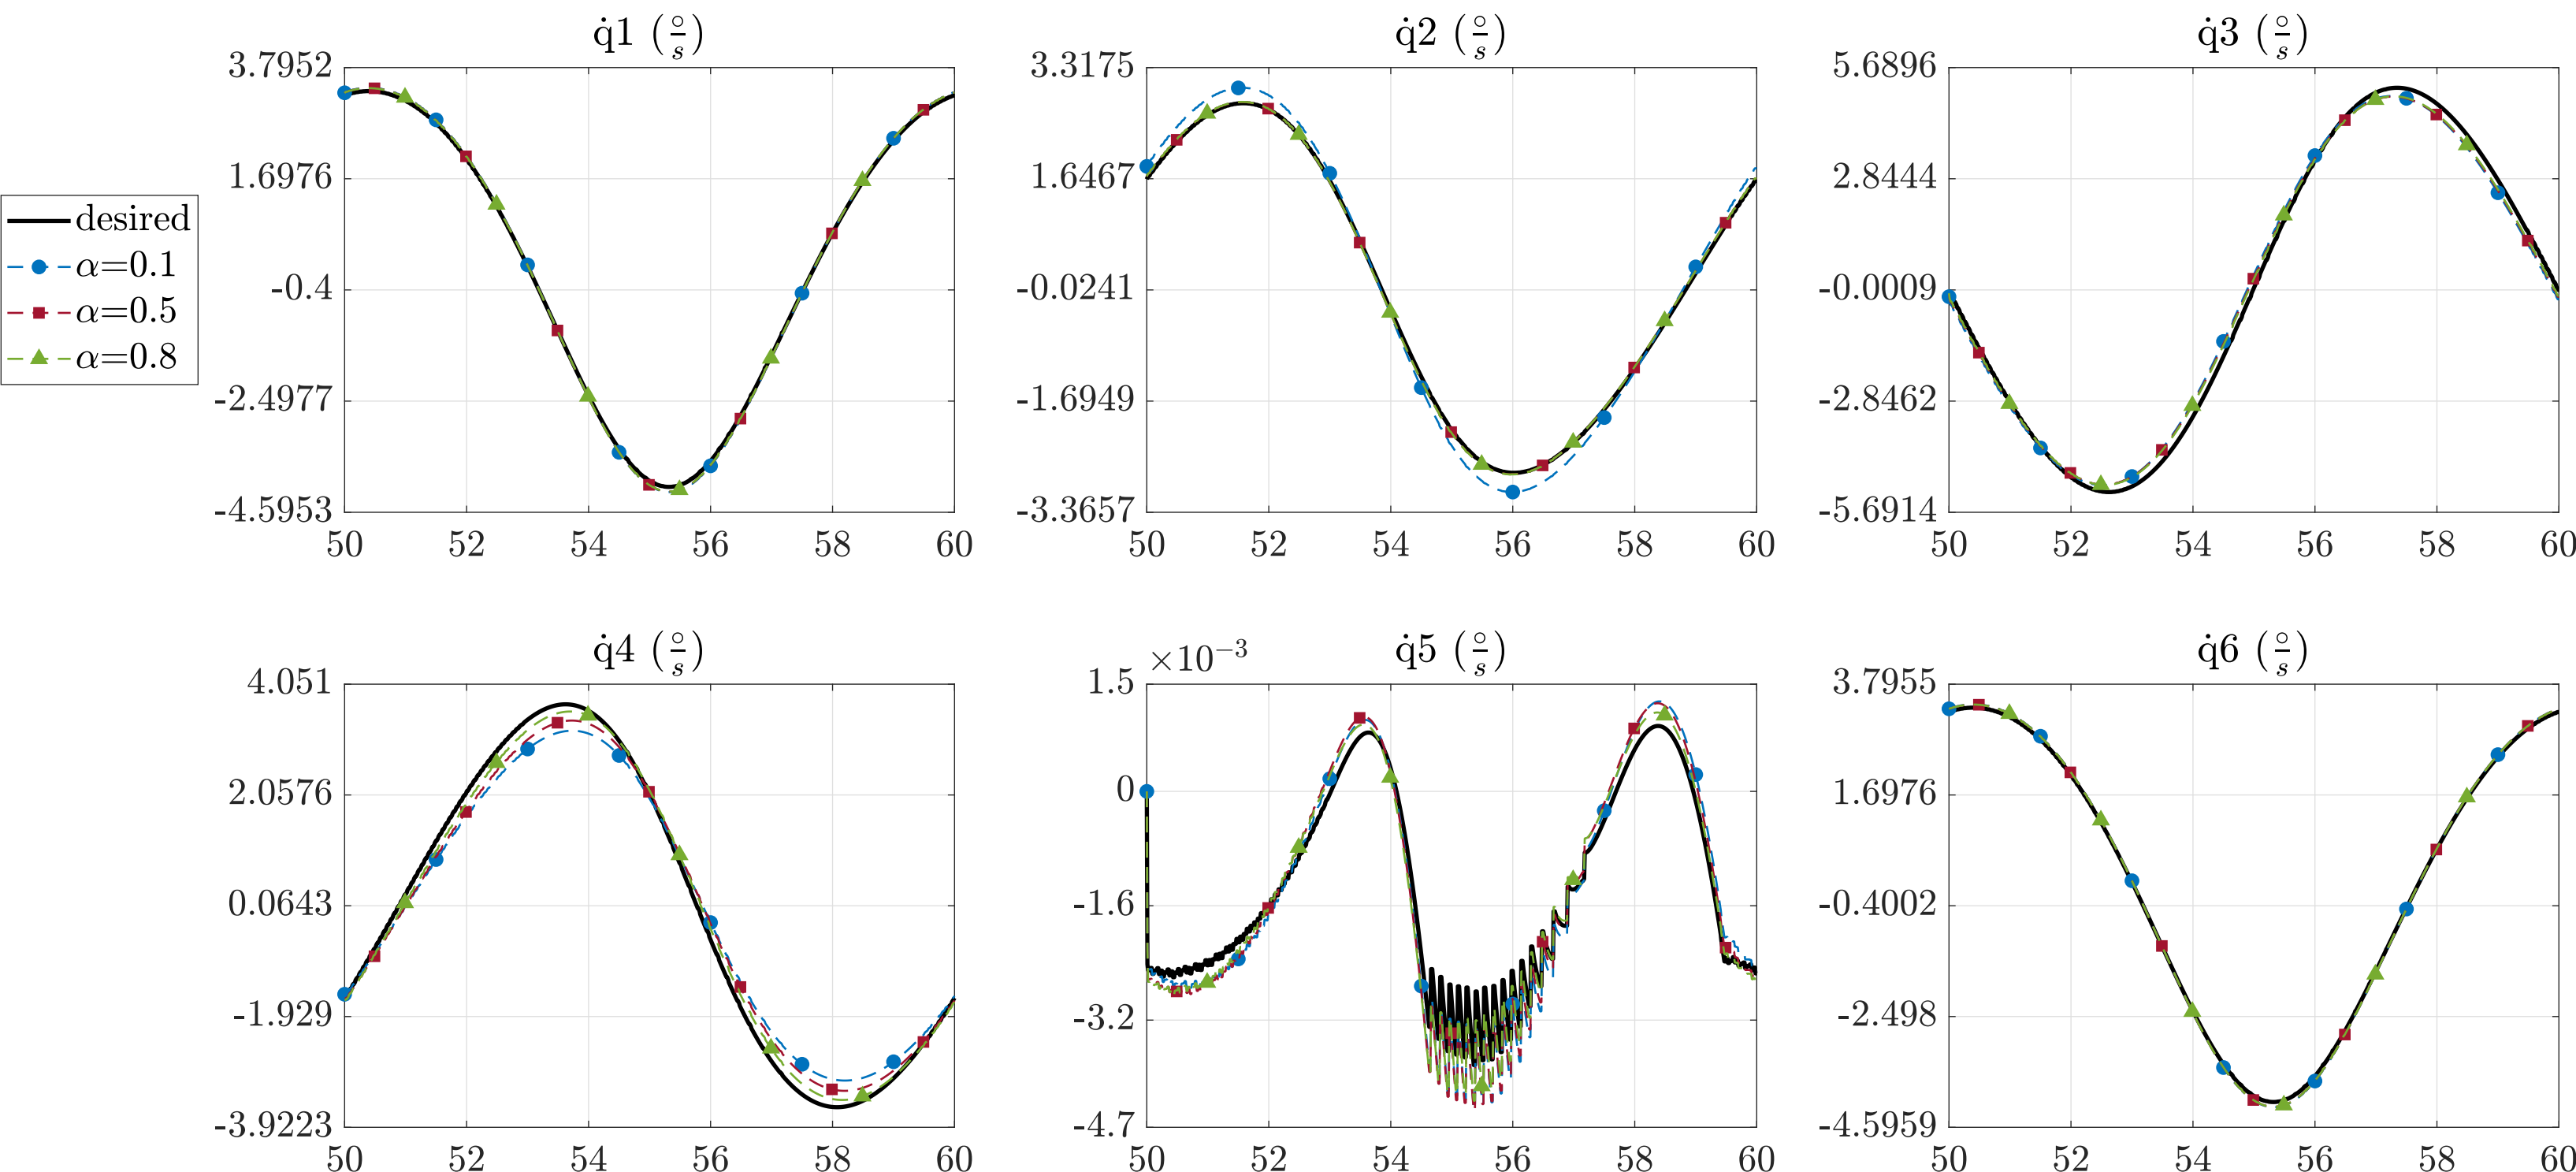 q̇1 (°/s)
3.7952
1.6976
-0.4
-2.4977
-4.5953
50 52 54 56 58 60
q̇2 (°/s)
3.3175
1.6467
-0.0241
-1.6949
-3.3657
50 52 54 56 58 60
q̇3 (°/s)
5.6896
2.8444
-0.0009
-2.8462
-5.6914
50 52 54 56 58 60
desired
α=0.1
α=0.5
α=0.8
q̇4 (°/s)
4.051
2.0576
0.0643
-1.929
-3.9223
50 52 54 56 58 60
q̇5 (°/s)
×10⁻³
1.5
0
-1.6
-3.2
-4.7
50 52 54 56 58 60
q̇6 (°/s)
3.7955
1.6976
-0.4002
-2.498
-4.5959
50 52 54 56 58 60